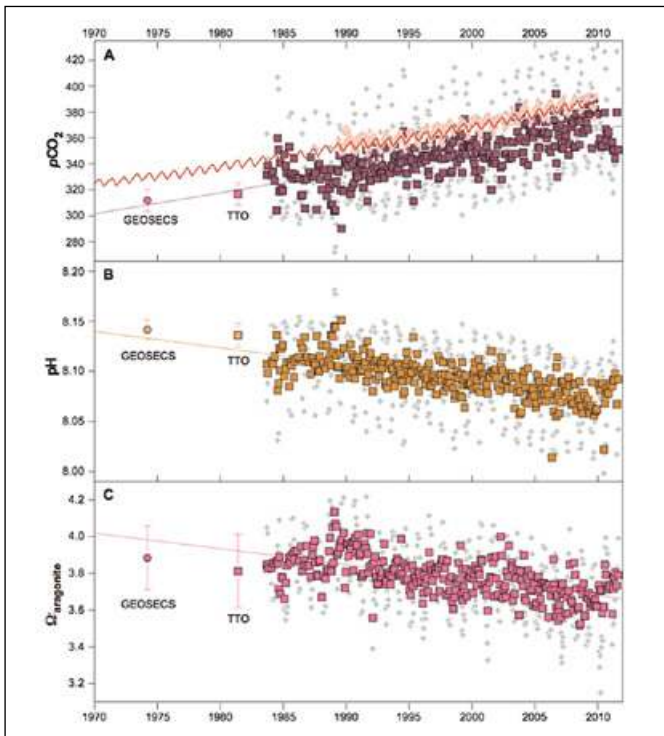 1970 1975 1980 1985 1990 1995 2000 2005 2010
A
420
400
380
360
340
320
300
280
pCO₂
GEOSECS
TTO
B
8.20
8.15
8.10
8.05
8.00
pH
GEOSECS
TTO
C
4.2
4.0
3.8
3.6
3.4
3.2
3.1
Ωaragonite
GEOSECS
TTO
1970 1975 1980 1985 1990 1995 2000 2005 2010